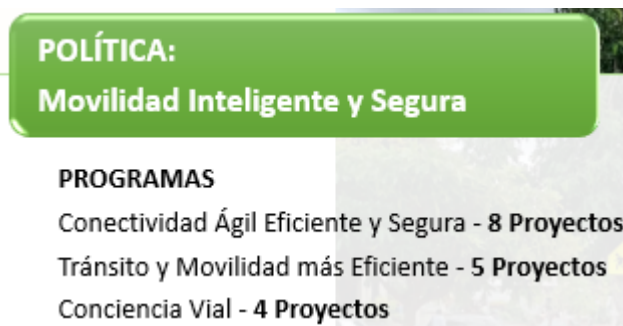 POLÍTICA:
Movilidad Inteligente y Segura
PROGRAMAS
Conectividad Ágil Eficiente y Segura - 8 Proyectos
Tránsito y Movilidad más Eficiente - 5 Proyectos
Conciencia Vial - 4 Proyectos